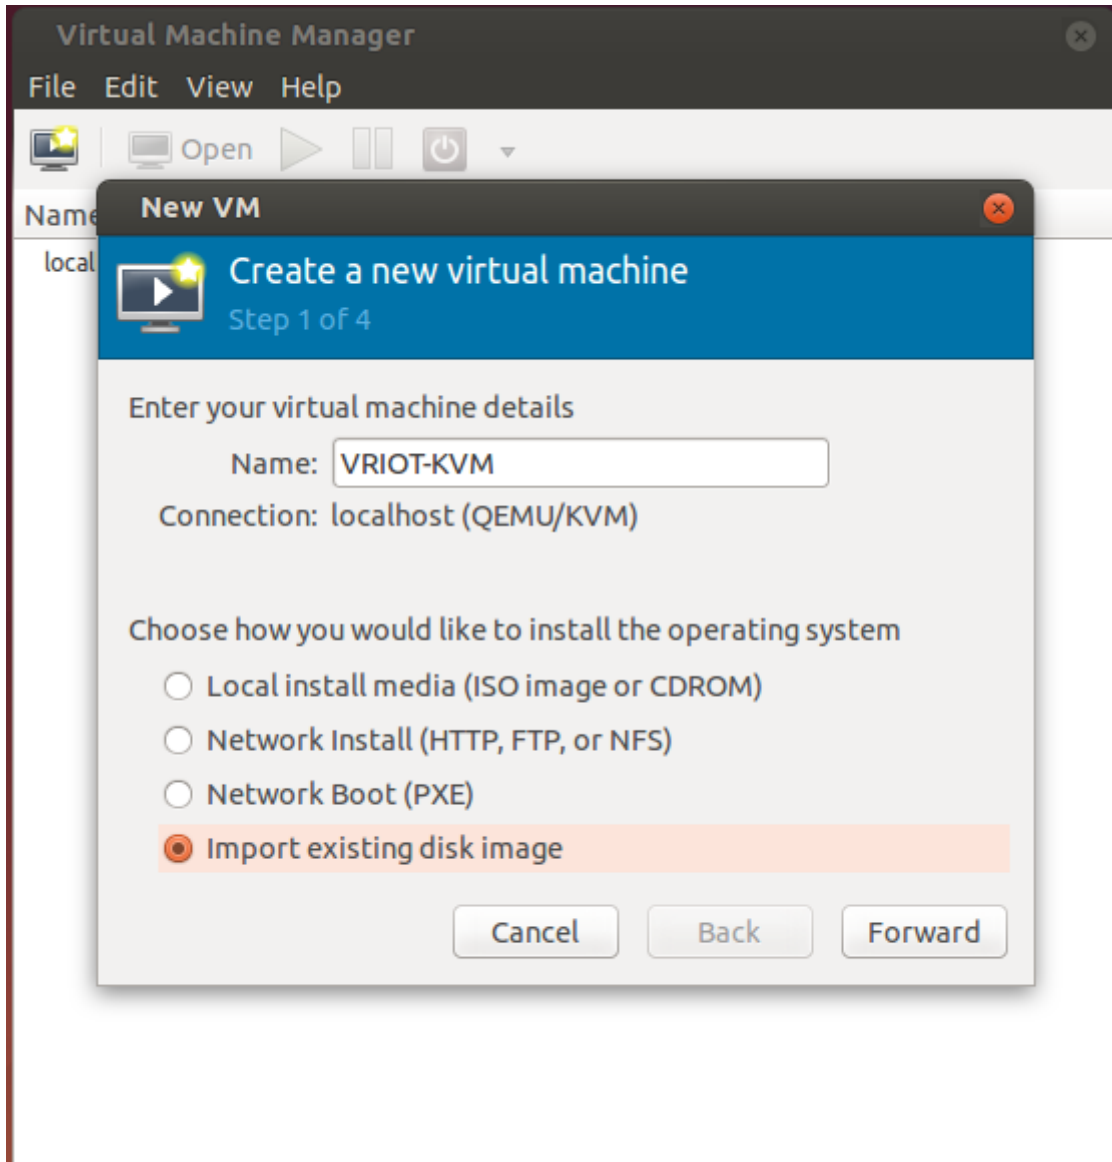 Virtual Machine Manager
File Edit View Help
Open
Name
New VM
local
Create a new virtual machine
Step 1 of 4
Enter your virtual machine details
Name: VRIOT-KVM
Connection: localhost (QEMU/KVM)
Choose how you would like to install the operating system
Local install media (ISO image or CDROM)
Network Install (HTTP, FTP, or NFS)
Network Boot (PXE)
Import existing disk image
Cancel Back Forward